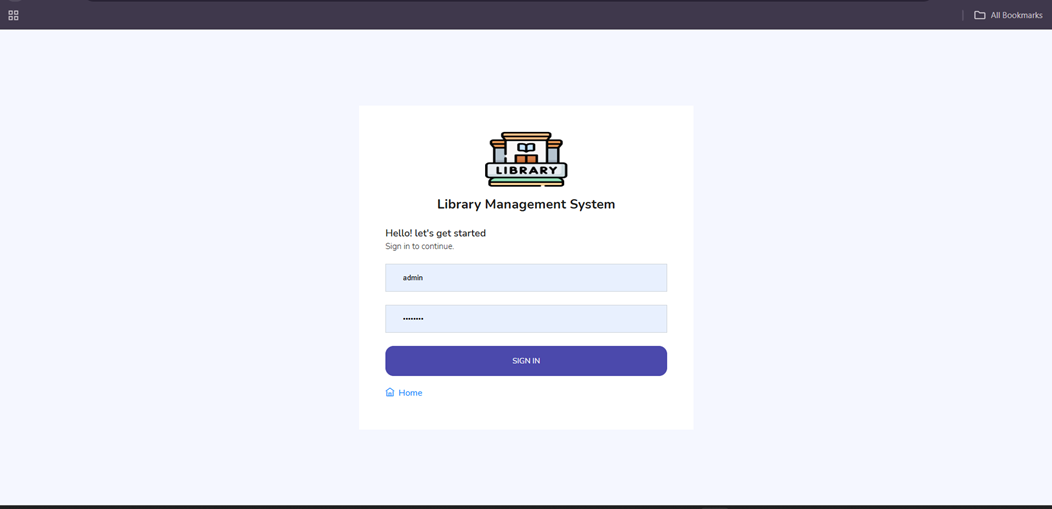 All Bookmarks
LIBRARY
Library Management System
Hello! let's get started
Sign in to continue.
admin
••••••••
SIGN IN
Home